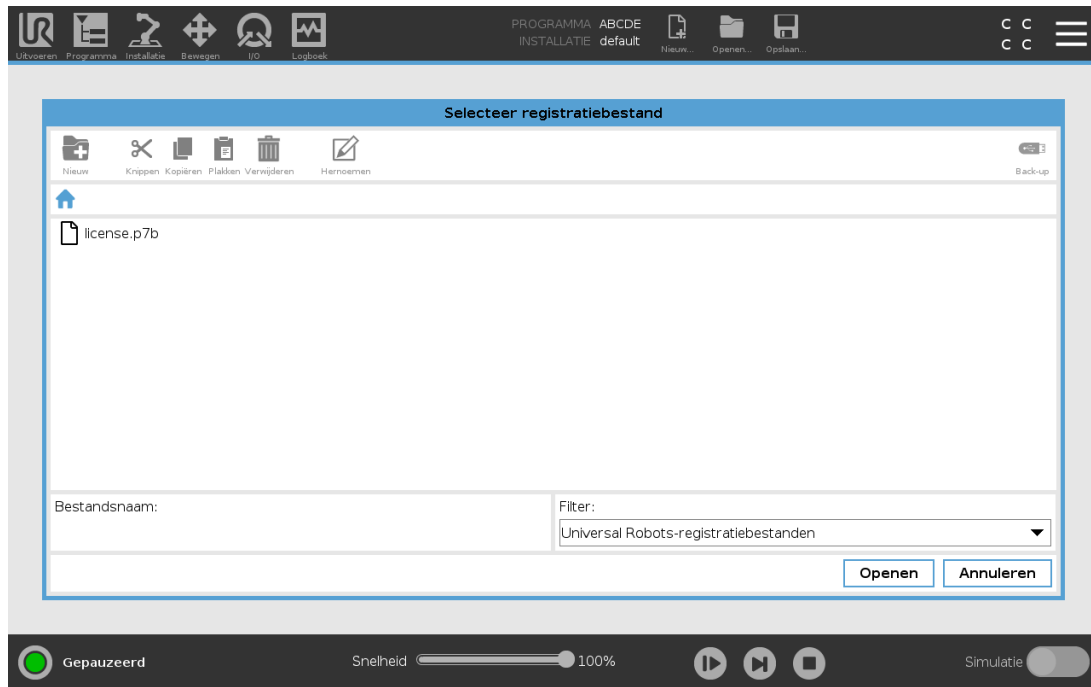 PROGRAMMA ABCDE
INSTALLATIE default
C C
C C
Uitvoeren Programma Installatie Bewegen I/O Logboek Nieuw... Openen... Opslaan...
Selecteer registratiebestand
Nieuw Knippen Kopiëren Plakken Verwijderen Hernoemen Back-up
license.p7b
Bestandsnaam: Filter:
Universal Robots-registratiebestanden
Openen Annuleren
Gepauzeerd Snelheid 100% Simulatie